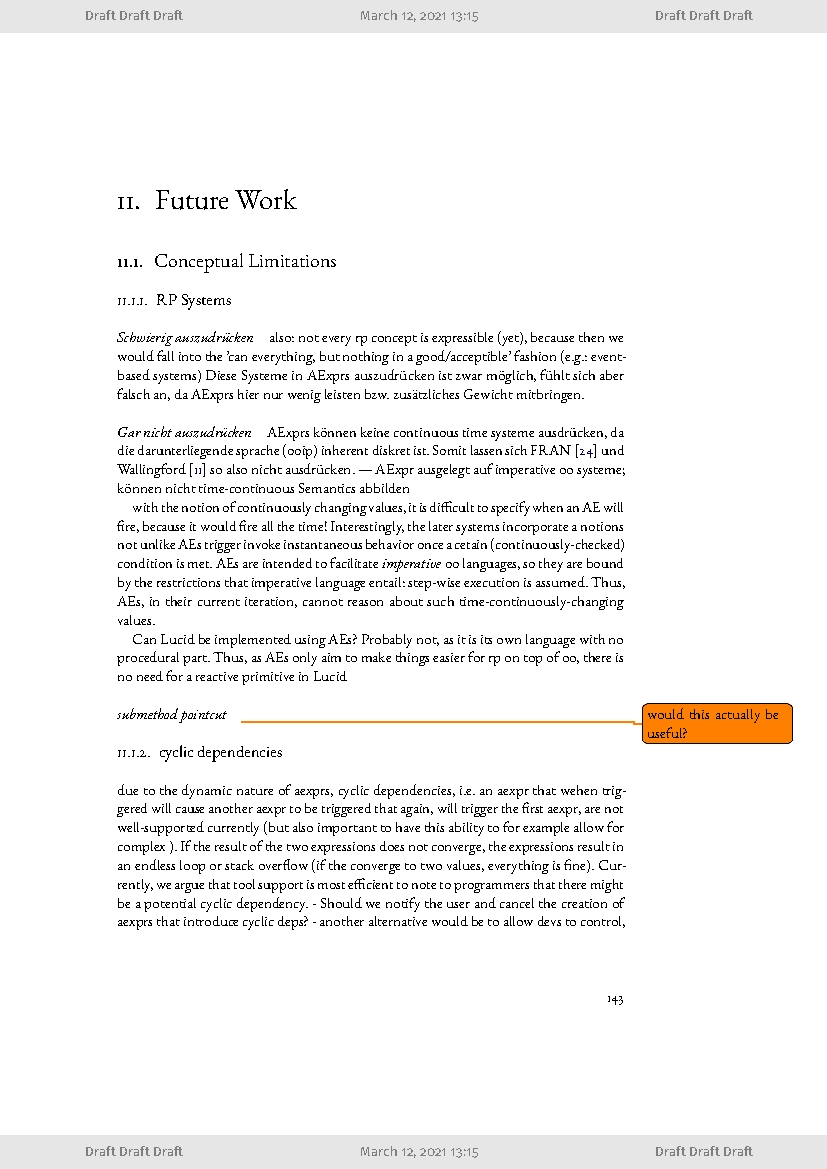 Draft Draft Draft March 12, 2021 13:15 Draft Draft Draft
11. Future Work
11.1. Conceptual Limitations
11.1.1. RP Systems
Schwierig auszudrücken also: not every rp concept is expressible (yet), because then we
would fall into the 'can everything, but nothing in a good/acceptible' fashion (e.g.: event-
based systems) Diese Systeme in AExprs auszudrücken ist zwar möglich, fühlt sich aber
falsch an, da AExprs hier nur wenig leisten bzw. zusätzliches Gewicht mitbringen.
Gar nicht auszudrücken AExprs können keine continuous time systeme ausdrücken, da
die darunterliegende sprache (ooip) inherent diskret ist. Somit lassen sich FRAN [24] und
Wallingford [11] so also nicht ausdrücken. — AExpr ausgelegt auf imperative oo systeme;
können nicht time-continuous Semantics abbilden
with the notion of continuously changing values, it is difficult to specify when an AE will
fire, because it would fire all the time! Interestingly, the later systems incorporate a notions
not unlike AEs trigger invoke instantaneous behavior once a cetain (continuously-checked)
condition is met. AEs are intended to facilitate imperative oo languages, so they are bound
by the restrictions that imperative language entail: step-wise execution is assumed. Thus,
AEs, in their current iteration, cannot reason about such time-continuously-changing
values.
Can Lucid be implemented using AEs? Probably not, as it is its own language with no
procedural part. Thus, as AEs only aim to make things easier for rp on top of oo, there is
no need for a reactive primitive in Lucid
submethod pointcut
would this actually be
useful?
11.1.2. cyclic dependencies
due to the dynamic nature of aexprs, cyclic dependencies, i.e. an aexpr that wehen trig-
gered will cause another aexpr to be triggered that again, will trigger the first aexpr, are not
well-supported currently (but also important to have this ability to for example allow for
complex ). If the result of the two expressions does not converge, the expressions result in
an endless loop or stack overflow (if the converge to two values, everything is fine). Cur-
rently, we argue that tool support is most efficient to note to programmers that there might
be a potential cyclic dependency. - Should we notify the user and cancel the creation of
aexprs that introduce cyclic deps? - another alternative would be to allow devs to control,
143
Draft Draft Draft March 12, 2021 13:15 Draft Draft Draft